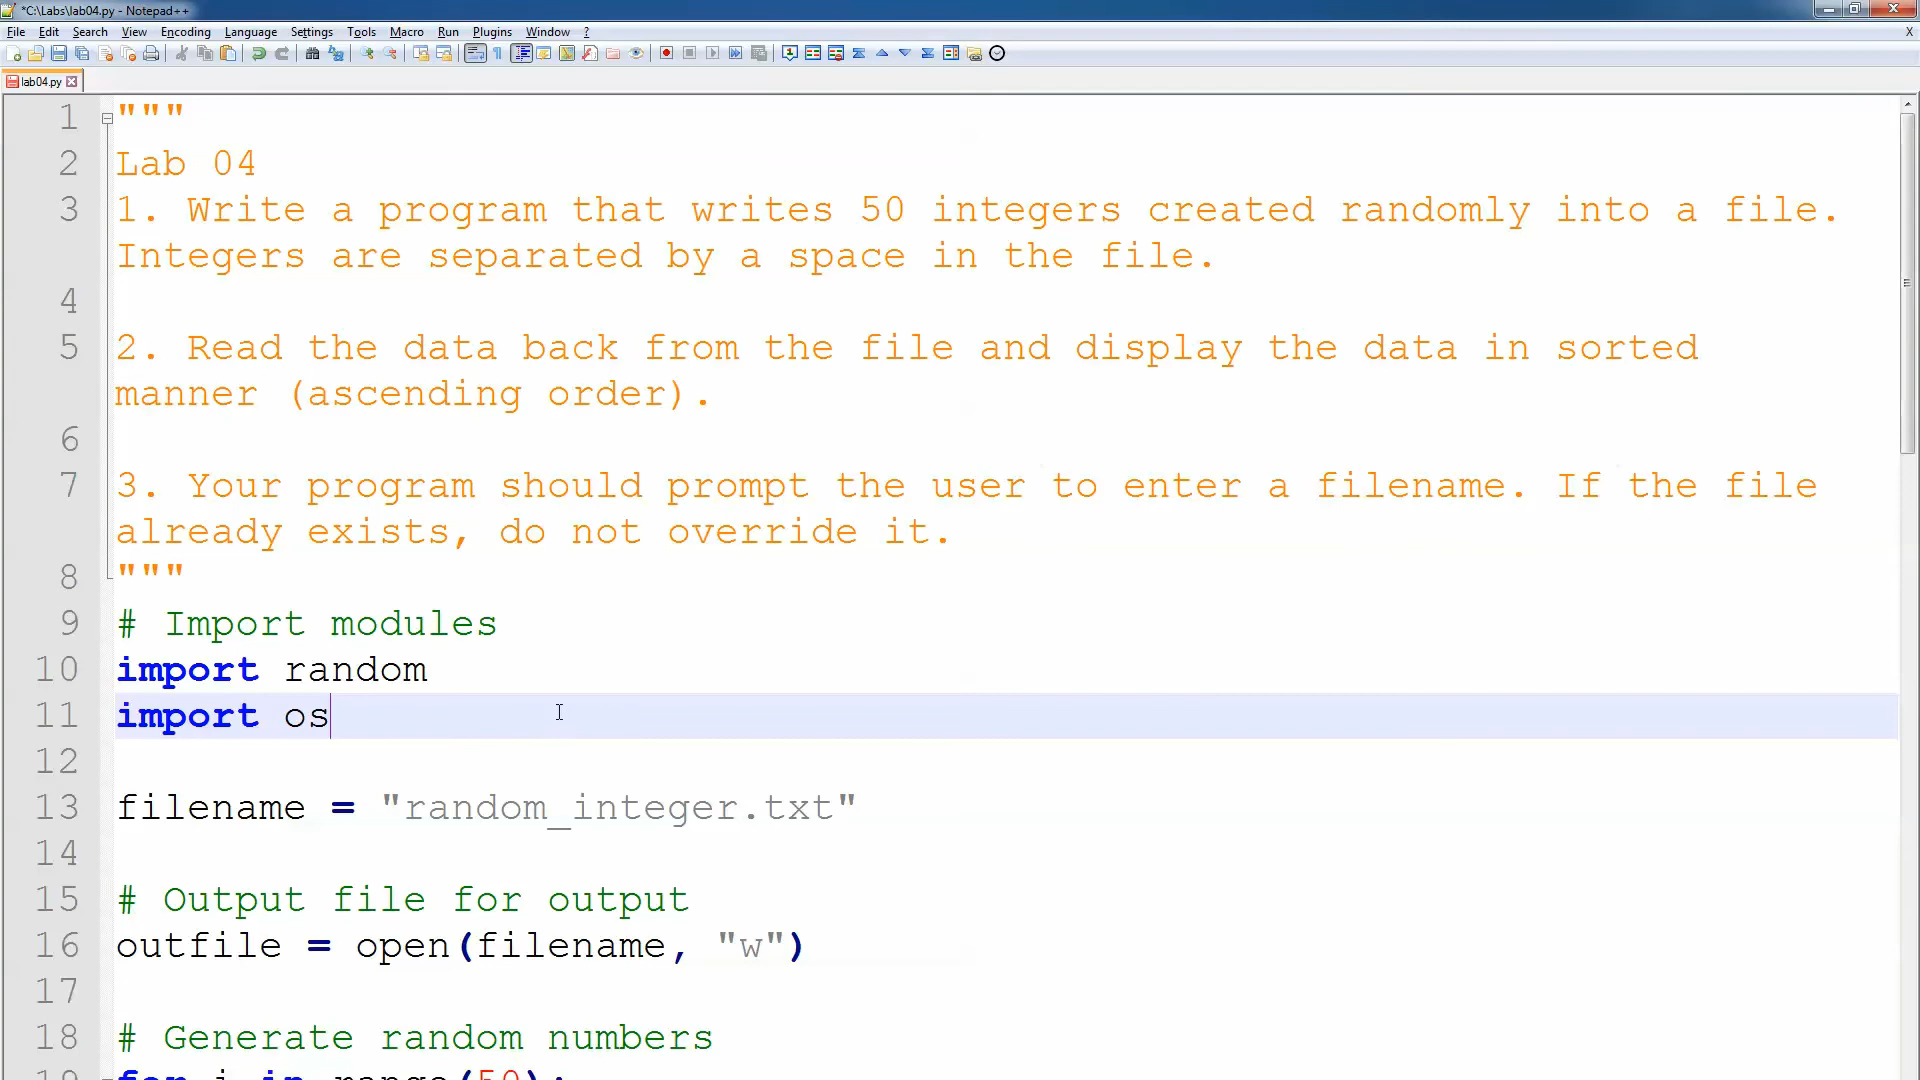 *C:\Labs\lab04.py - Notepad++
File Edit Search View Encoding Language Settings Tools Macro Run Plugins Window ? X
lab04.py
1 """
2 Lab 04
3 1. Write a program that writes 50 integers created randomly into a file.
Integers are separated by a space in the file.
4
5 2. Read the data back from the file and display the data in sorted
manner (ascending order).
6
7 3. Your program should prompt the user to enter a filename. If the file
already exists, do not override it.
8 """
9 # Import modules
10 import random
11 import os
12
13 filename = "random_integer.txt"
14
15 # Output file for output
16 outfile = open(filename, "w")
17
18 # Generate random numbers
19 for i in range(50):